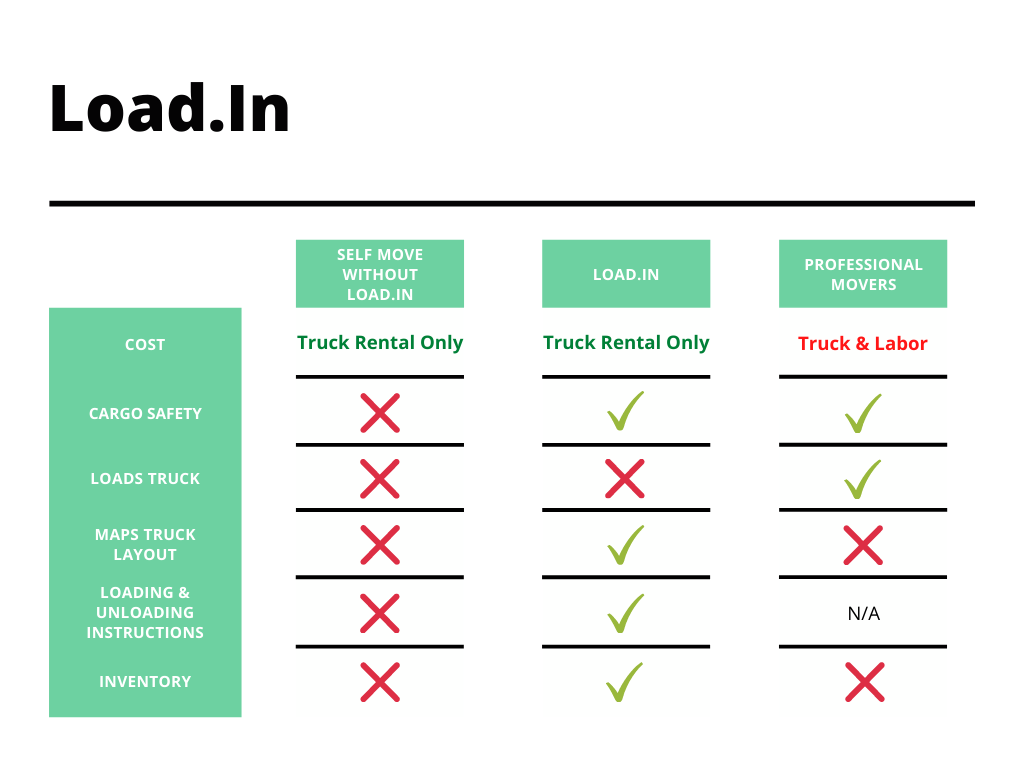 Load.In
SELF MOVE
WITHOUT
LOAD.IN
LOAD.IN
PROFESSIONAL
MOVERS
COST
Truck Rental Only
Truck Rental Only
Truck & Labor
CARGO SAFETY
LOADS TRUCK
MAPS TRUCK
LAYOUT
LOADING &
UNLOADING
INSTRUCTIONS
N/A
INVENTORY